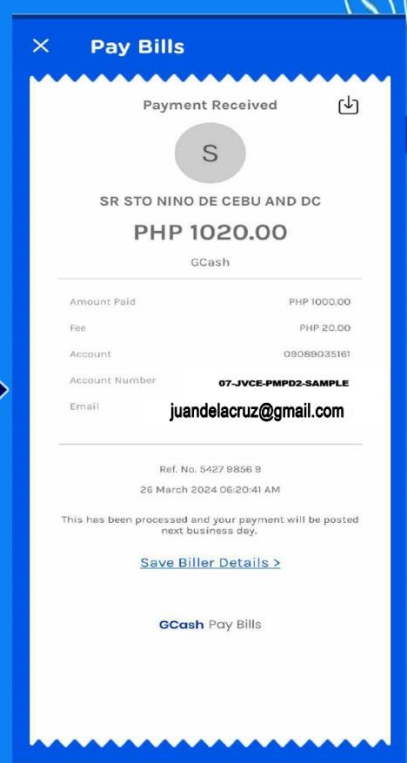 × Pay Bills
Payment Received
S
SR STO NINO DE CEBU AND DC
PHP 1020.00
GCash
Amount Paid PHP 1000.00
Fee PHP 20.00
Account 09089035161
Account Number 07-JVCE-PMPD2-SAMPLE
Email juandelacruz@gmail.com
Ref. No. 5427 9856 9
26 March 2024 06:20:41 AM
This has been processed and your payment will be posted
next business day.
Save Biller Details >
GCash Pay Bills